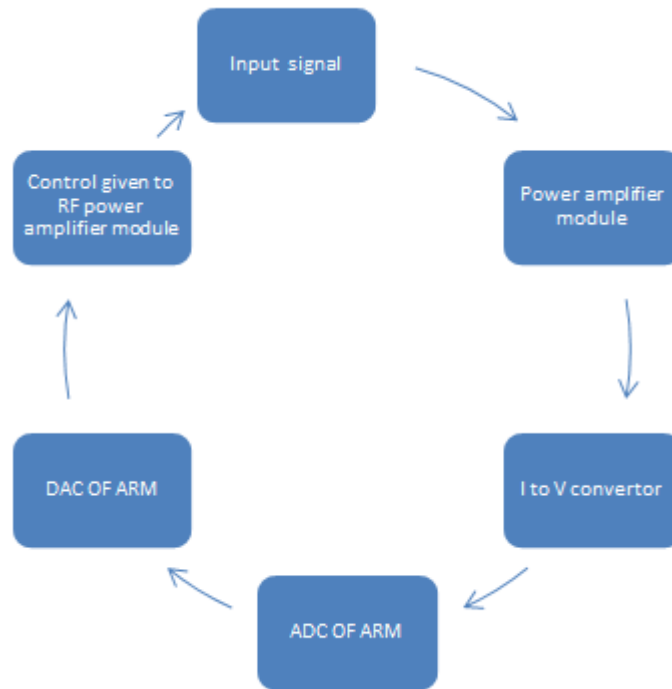 Input signal
Power amplifier
module
I to V convertor
ADC OF ARM
DAC OF ARM
Control given to
RF power
amplifier module